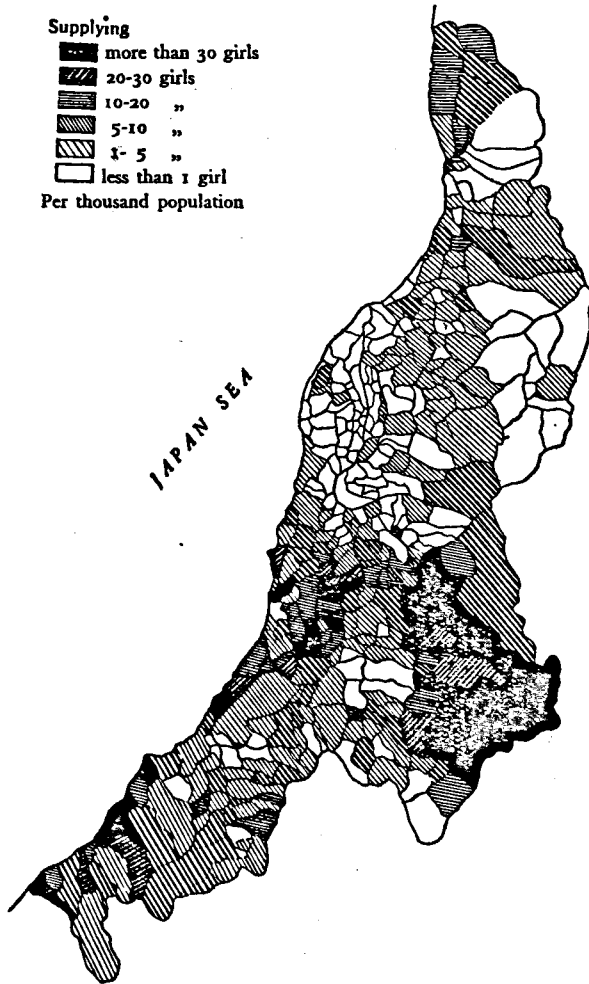 Supplying
more than 30 girls
20-30 girls
10-20 „
5-10 „
1- 5 „
less than 1 girl
Per thousand population
JAPAN SEA